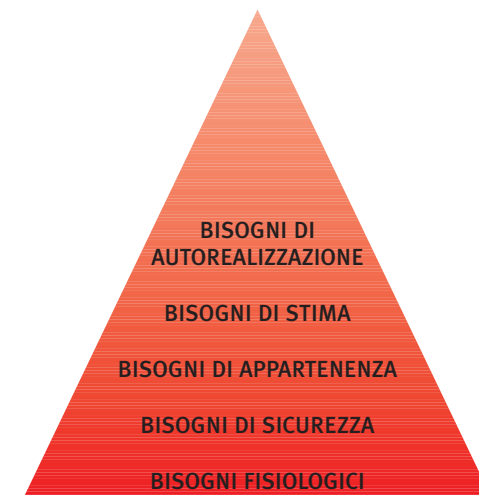 BISOGNI DI
AUTOREALIZZAZIONE
BISOGNI DI STIMA
BISOGNI DI APPARTENENZA
BISOGNI DI SICUREZZA
BISOGNI FISIOLOGICI